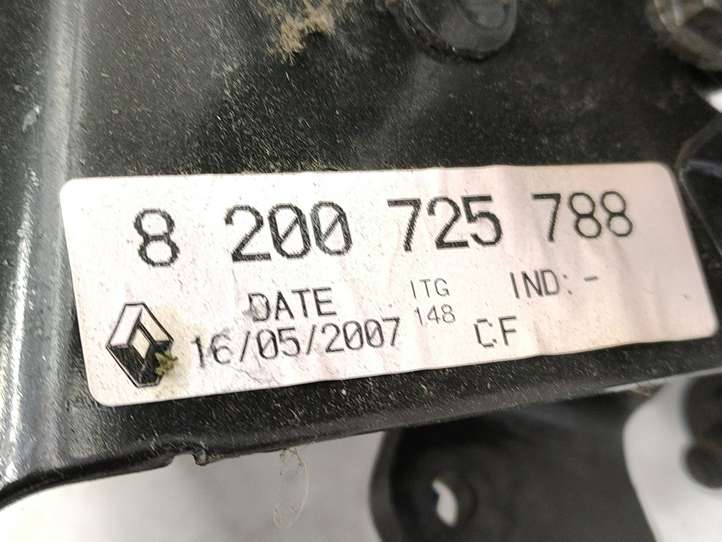 8 200 725 788
DATE ITG IND: -
16/05/2007 148 CF